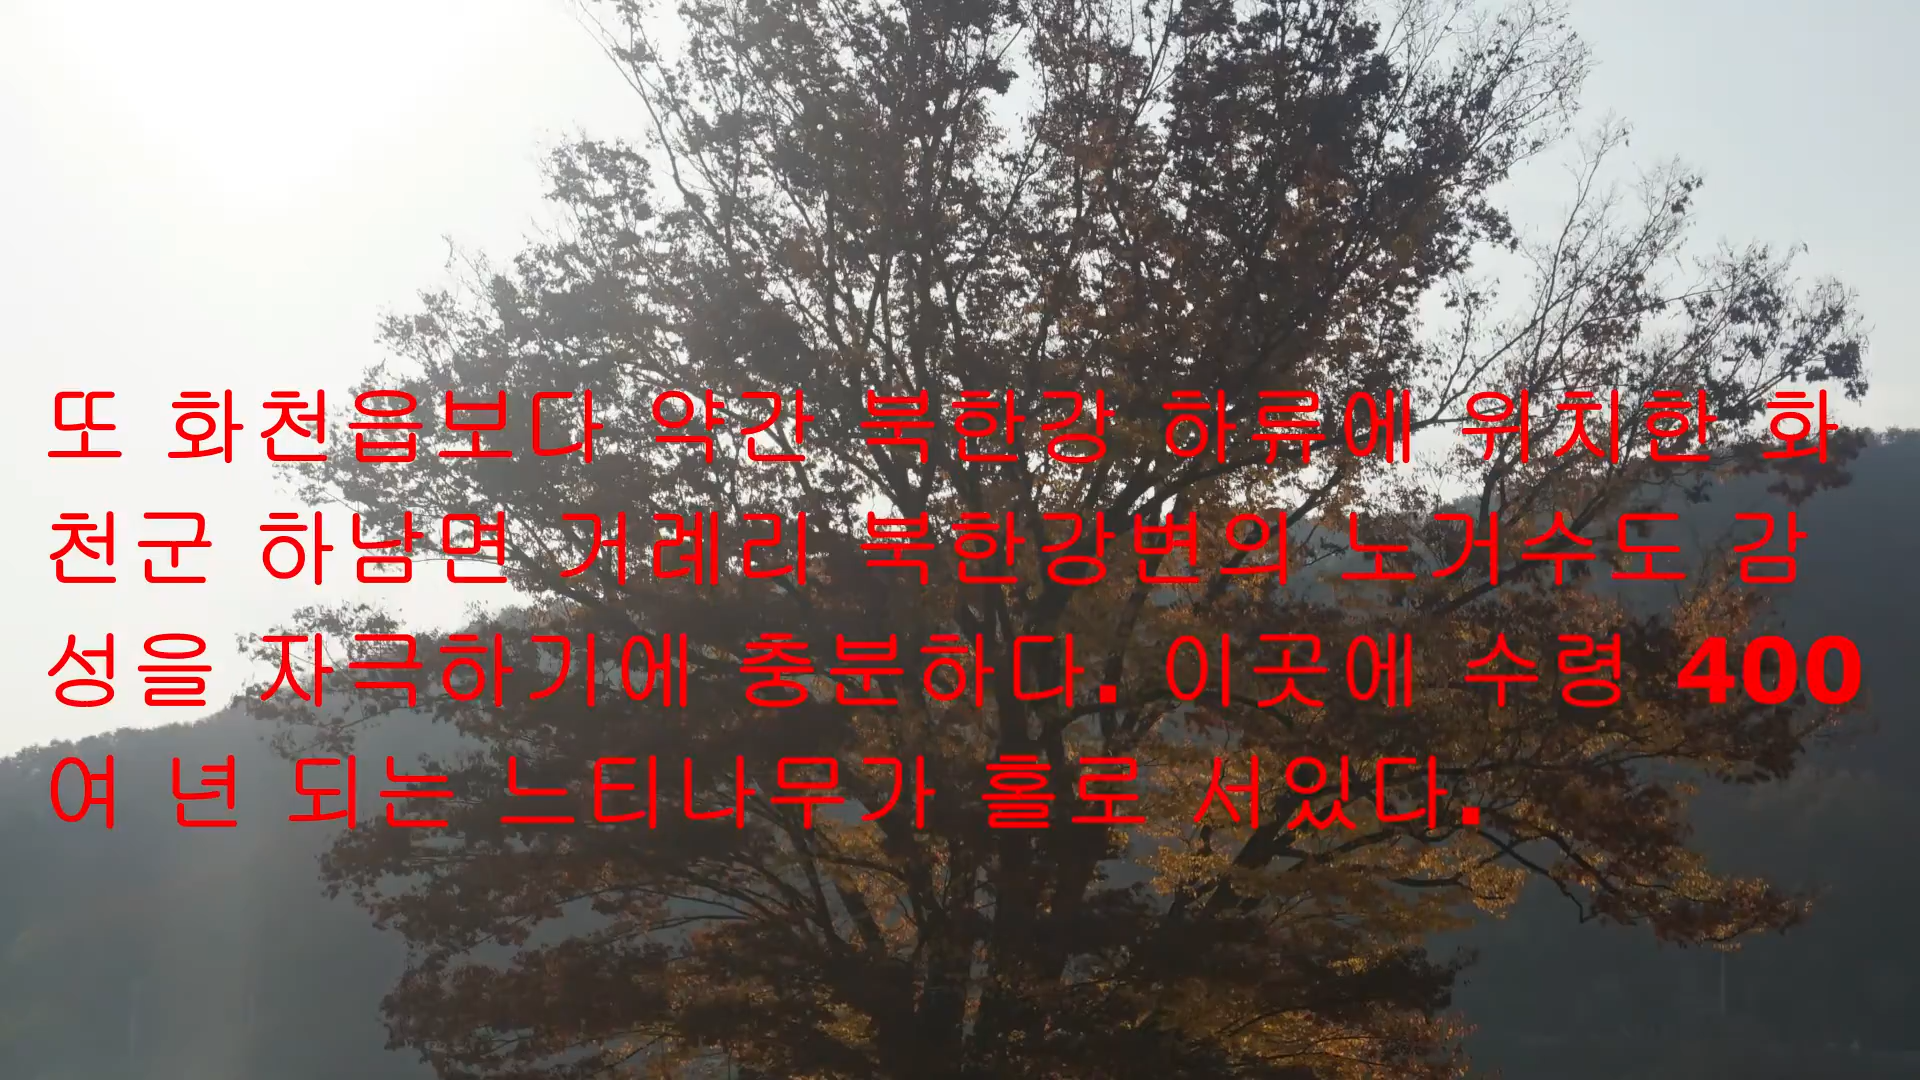 또 화천읍보다 약간 북한강 하류에 위치한 화
천군 하남면 거레리 북한강변의 노거수도 감
성을 자극하기에 충분하다. 이곳에 수령 400
여 년 되는 느티나무가 홀로 서있다.